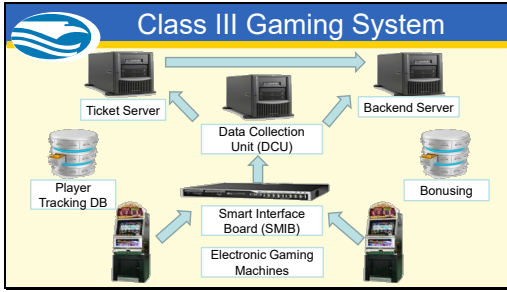 Class III Gaming System
Ticket Server
Backend Server
Data Collection
Unit (DCU)
Player
Tracking DB
Bonusing
Smart Interface
Board (SMIB)
Electronic Gaming
Machines